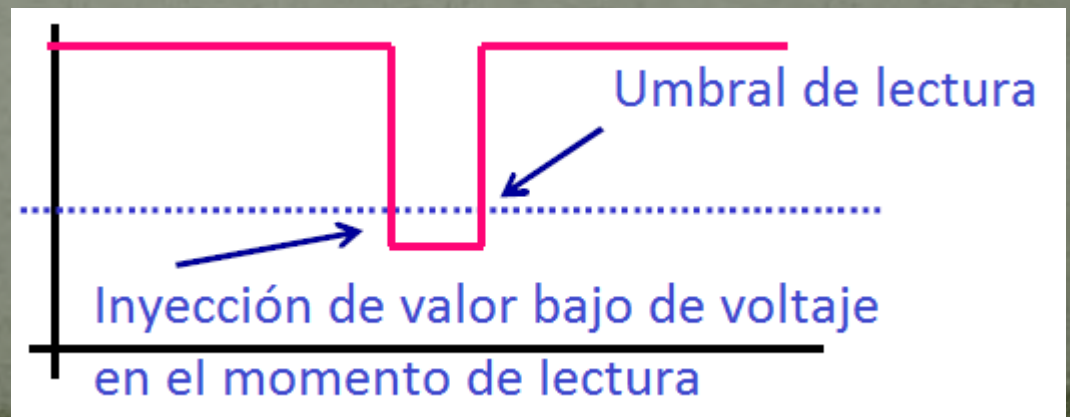 Umbral de lectura
Inyección de valor bajo de voltaje
en el momento de lectura